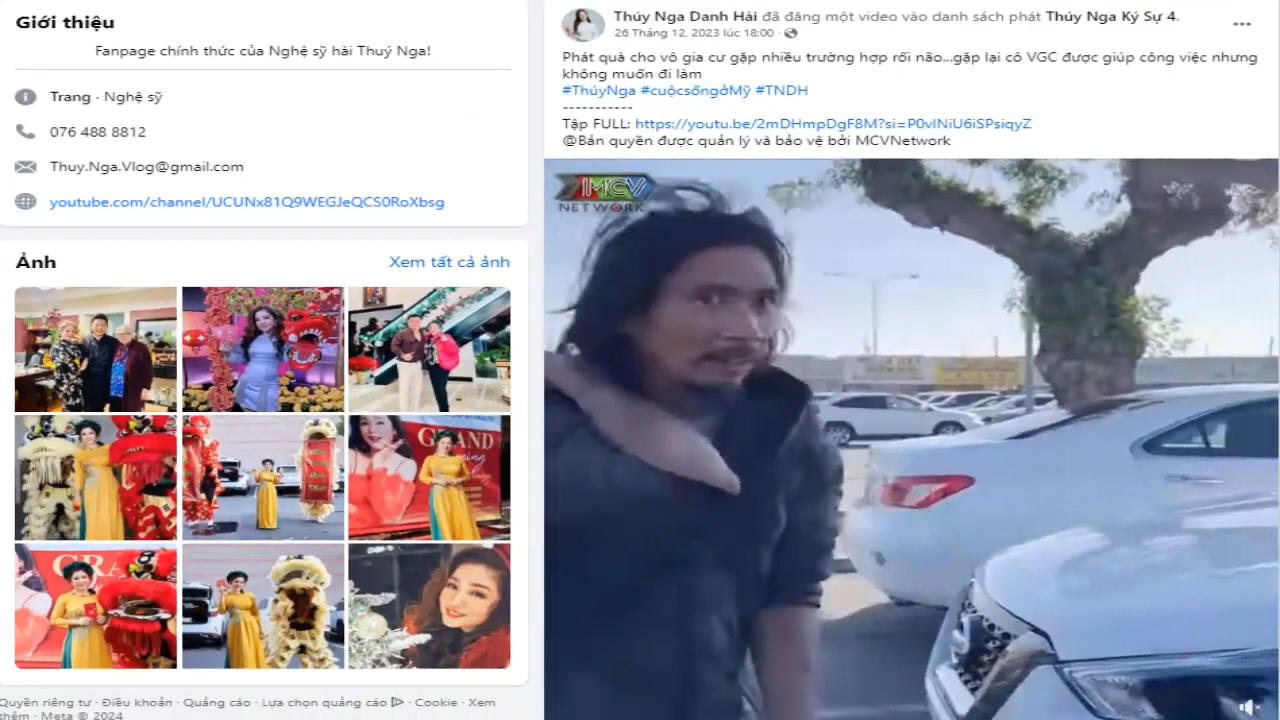 Giới thiệu
Fanpage chính thức của Nghệ sỹ hài Thuý Nga!
Trang · Nghệ sỹ
076 488 8812
Thuy.Nga.Vlog@gmail.com
youtube.com/channel/UCUNx81Q9WEGJeQCS0RoXbsg
Ảnh
Xem tất cả ảnh
GRAND
GRA
Quyền riêng tư · Điều khoản · Quảng cáo · Lựa chọn quảng cáo · Cookie · Xem
thêm · Meta © 2024
Thúy Nga Danh Hài đã đăng một video vào danh sách phát Thúy Nga Ký Sự 4.
26 Tháng 12, 2023 lúc 18:00 ·
Phát quà cho vô gia cư gặp nhiều trường hợp rối não...gặp lại cô VGC được giúp công việc nhưng
không muốn đi làm
#ThúyNga #cuộcsốngởMỹ #TNDH
-----------
Tập FULL: https://youtu.be/2mDHmpDgF8M?si=P0vlNiU6iSPsiqyZ
@Bản quyền được quản lý và bảo vệ bởi MCVNetwork
MCV
NETWORK